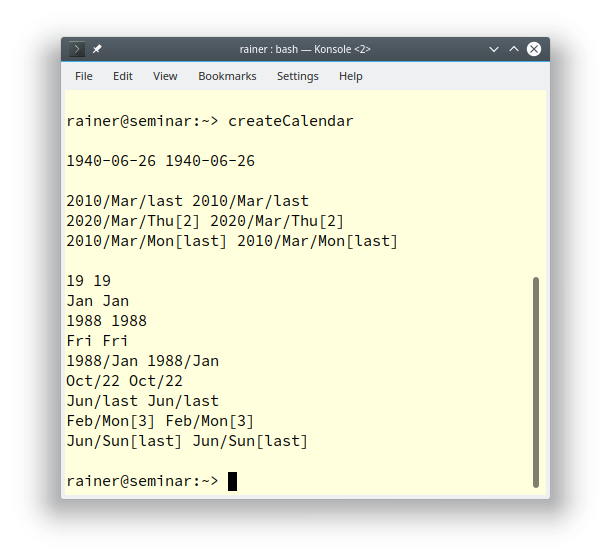 rainer : bash — Konsole <2>
File Edit View Bookmarks Settings Help
rainer@seminar:~> createCalendar
1940-06-26 1940-06-26
2010/Mar/last 2010/Mar/last
2020/Mar/Thu[2] 2020/Mar/Thu[2]
2010/Mar/Mon[last] 2010/Mar/Mon[last]
19 19
Jan Jan
1988 1988
Fri Fri
1988/Jan 1988/Jan
Oct/22 Oct/22
Jun/last Jun/last
Feb/Mon[3] Feb/Mon[3]
Jun/Sun[last] Jun/Sun[last]
rainer@seminar:~>